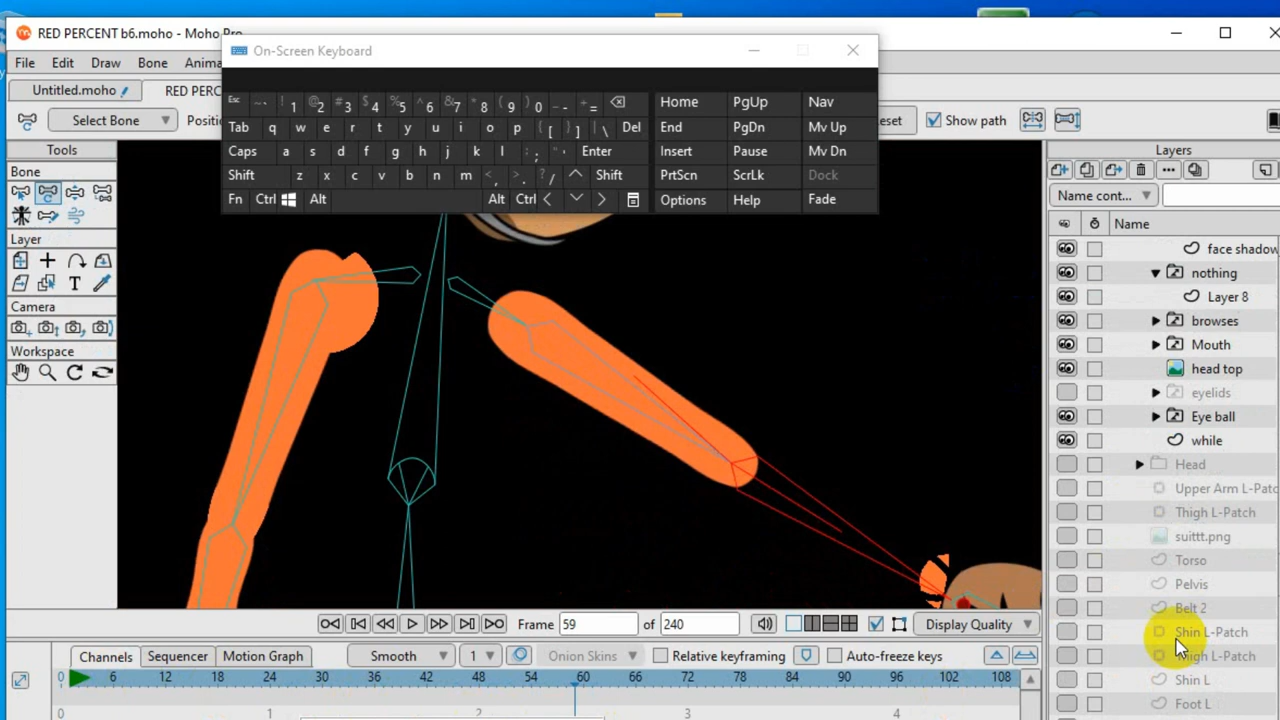 RED PERCENT b6.moho - Moho Pro
On-Screen Keyboard
File Edit Draw Bone Anima
Untitled.moho RED PERC
Select Bone Positio
eset Show path
Esc ~ ` ! 1 @ 2 # 3 $ 4 % 5 ^ 6 & 7 * 8 ( 9 ) 0 _ - + = Home PgUp Nav
Tab q w e r t y u i o p { [ } ] | \ Del End PgDn Mv Up
Caps a s d f g h j k l : ; " ' Enter Insert Pause Mv Dn
Shift z x c v b n m < , > . ? / Shift PrtScn ScrLk Dock
Fn Ctrl Alt Alt Ctrl Options Help Fade
Tools
Bone
Layer
T
Camera
Workspace
Layers
Name cont...
Name
face shadow
nothing
Layer 8
browses
Mouth
head top
eyelids
Eye ball
while
Head
Upper Arm L-Patc
Thigh L-Patch
suittt.png
Torso
Pelvis
Belt 2
Shin L-Patch
Thigh L-Patch
Shin L
Foot L
Frame 59 of 240 Display Quality
Channels Sequencer Motion Graph Smooth 1 Onion Skins Relative keyframing Auto-freeze keys
0 6 12 18 24 30 36 42 48 54 60 66 72 78 84 90 96 102 108
0 1 2 3 4